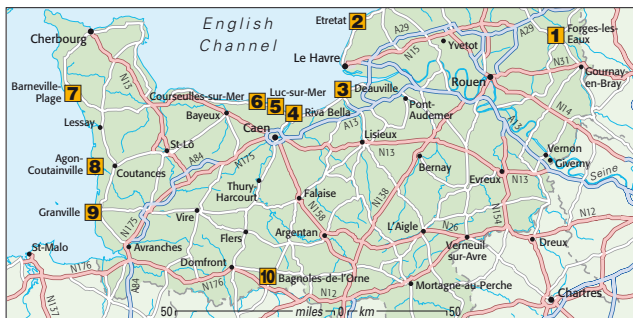 English
Channel
Cherbourg
Etretat 2
A29
A29
1 Forges-les-
Eaux
N15
Yvetot
Le Havre
N13
Barneville-
Plage 7
Courseulles-sur-Mer 6
Luc-sur-Mer
5
4 Riva Bella
3 Deauville
Rouen
N31
Gournay-
en-Bray
Pont-
Audemer
N14
Bayeux
Caen
A13
A13
Lessay
St-Lô
A84
N175
Lisieux
Vernon
Giverny
Seine
Agon-
Coutainville 8
Coutances
Bernay
Evreux
N13
N13
Thury-
Harcourt
Falaise
N158
N138
Granville 9
N175
Vire
N154
Flers
Argentan
L'Aigle
N26
N12
St-Malo
Avranches
Verneuil-
sur-Avre
Dreux
N176
Domfront
N176
10 Bagnoles-de-l'Orne
Mortagne-au-Perche
N12
Chartres
N137
A84
50 miles 0 km 50